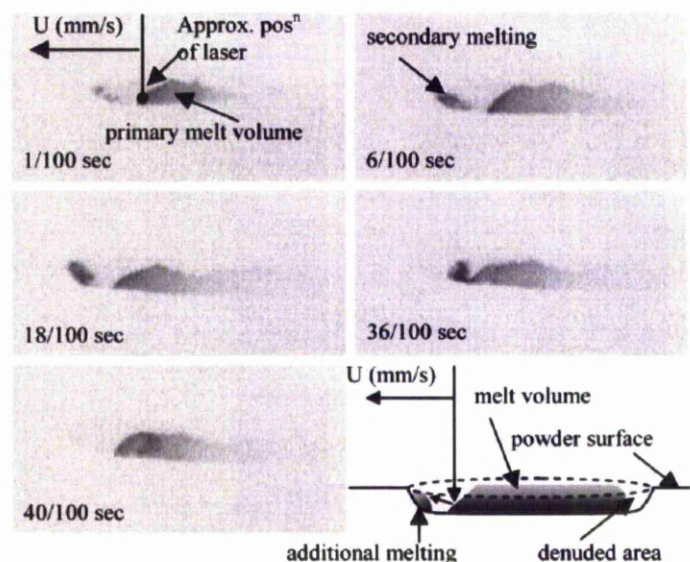 U (mm/s)
Approx. posⁿ
of laser
primary melt volume
1/100 sec
secondary melting
6/100 sec
18/100 sec
36/100 sec
40/100 sec
U (mm/s)
melt volume
powder surface
additional melting
denuded area